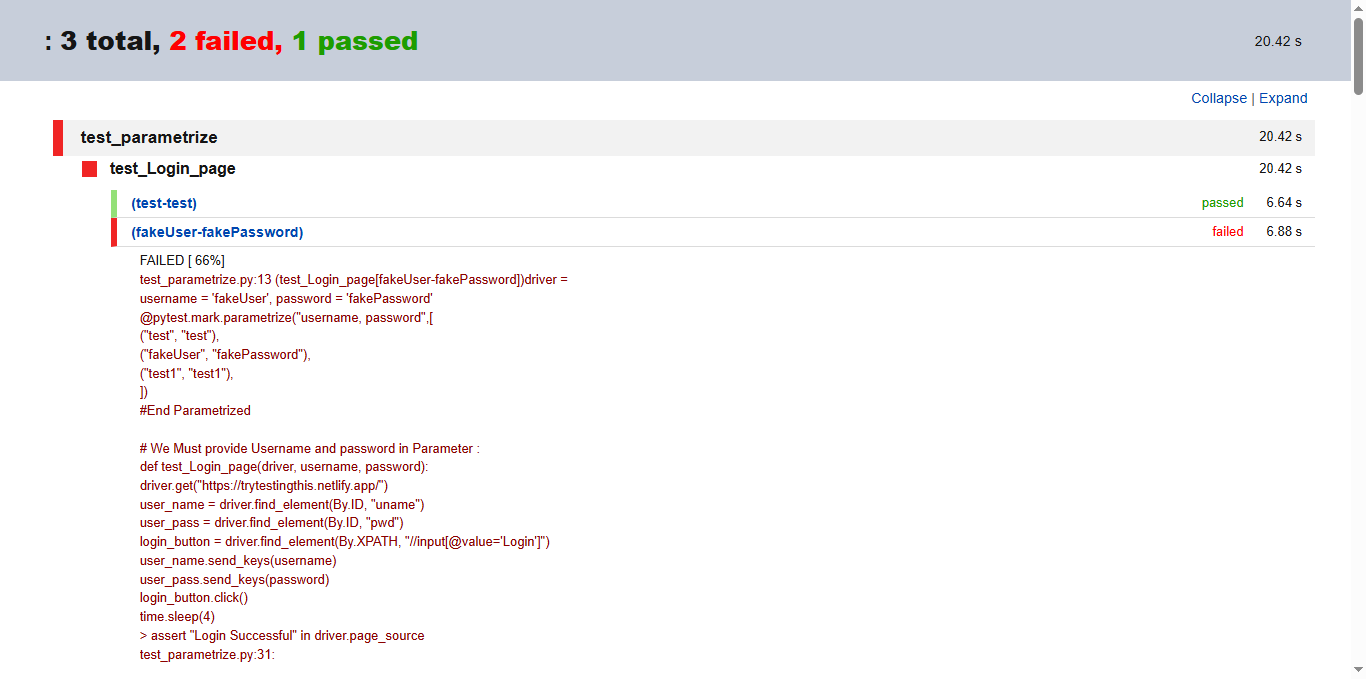 : 3 total, 2 failed, 1 passed 20.42 s
Collapse | Expand
test_parametrize 20.42 s
test_Login_page 20.42 s
(test-test) passed 6.64 s
(fakeUser-fakePassword) failed 6.88 s
FAILED [ 66%]
test_parametrize.py:13 (test_Login_page[fakeUser-fakePassword])driver =
username = 'fakeUser', password = 'fakePassword'
@pytest.mark.parametrize("username, password",[
("test", "test"),
("fakeUser", "fakePassword"),
("test1", "test1"),
])
#End Parametrized
# We Must provide Username and password in Parameter :
def test_Login_page(driver, username, password):
driver.get("https://trytestingthis.netlify.app/")
user_name = driver.find_element(By.ID, "uname")
user_pass = driver.find_element(By.ID, "pwd")
login_button = driver.find_element(By.XPATH, "//input[@value='Login']")
user_name.send_keys(username)
user_pass.send_keys(password)
login_button.click()
time.sleep(4)
> assert "Login Successful" in driver.page_source
test_parametrize.py:31: